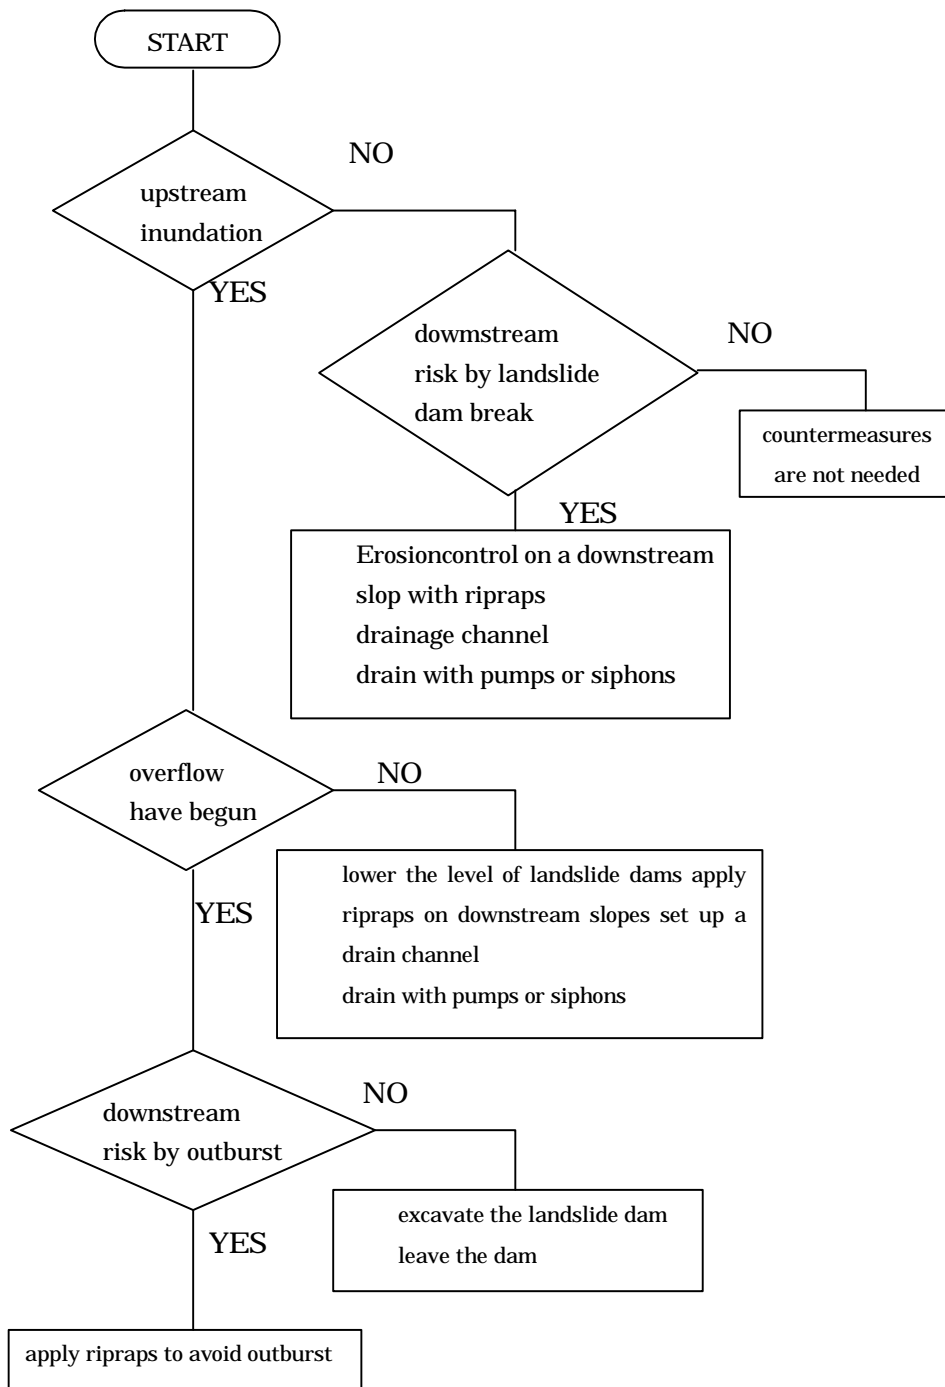 START
NO
upstream
inundation
YES
dowmstream
risk by landslide
dam break
NO
countermeasures
are not needed
YES
Erosioncontrol on a downstream
slop with ripraps
drainage channel
drain with pumps or siphons
overflow
have begun
NO
lower the level of landslide dams apply
ripraps on downstream slopes set up a
drain channel
drain with pumps or siphons
YES
downstream
risk by outburst
NO
excavate the landslide dam
leave the dam
YES
apply ripraps to avoid outburst